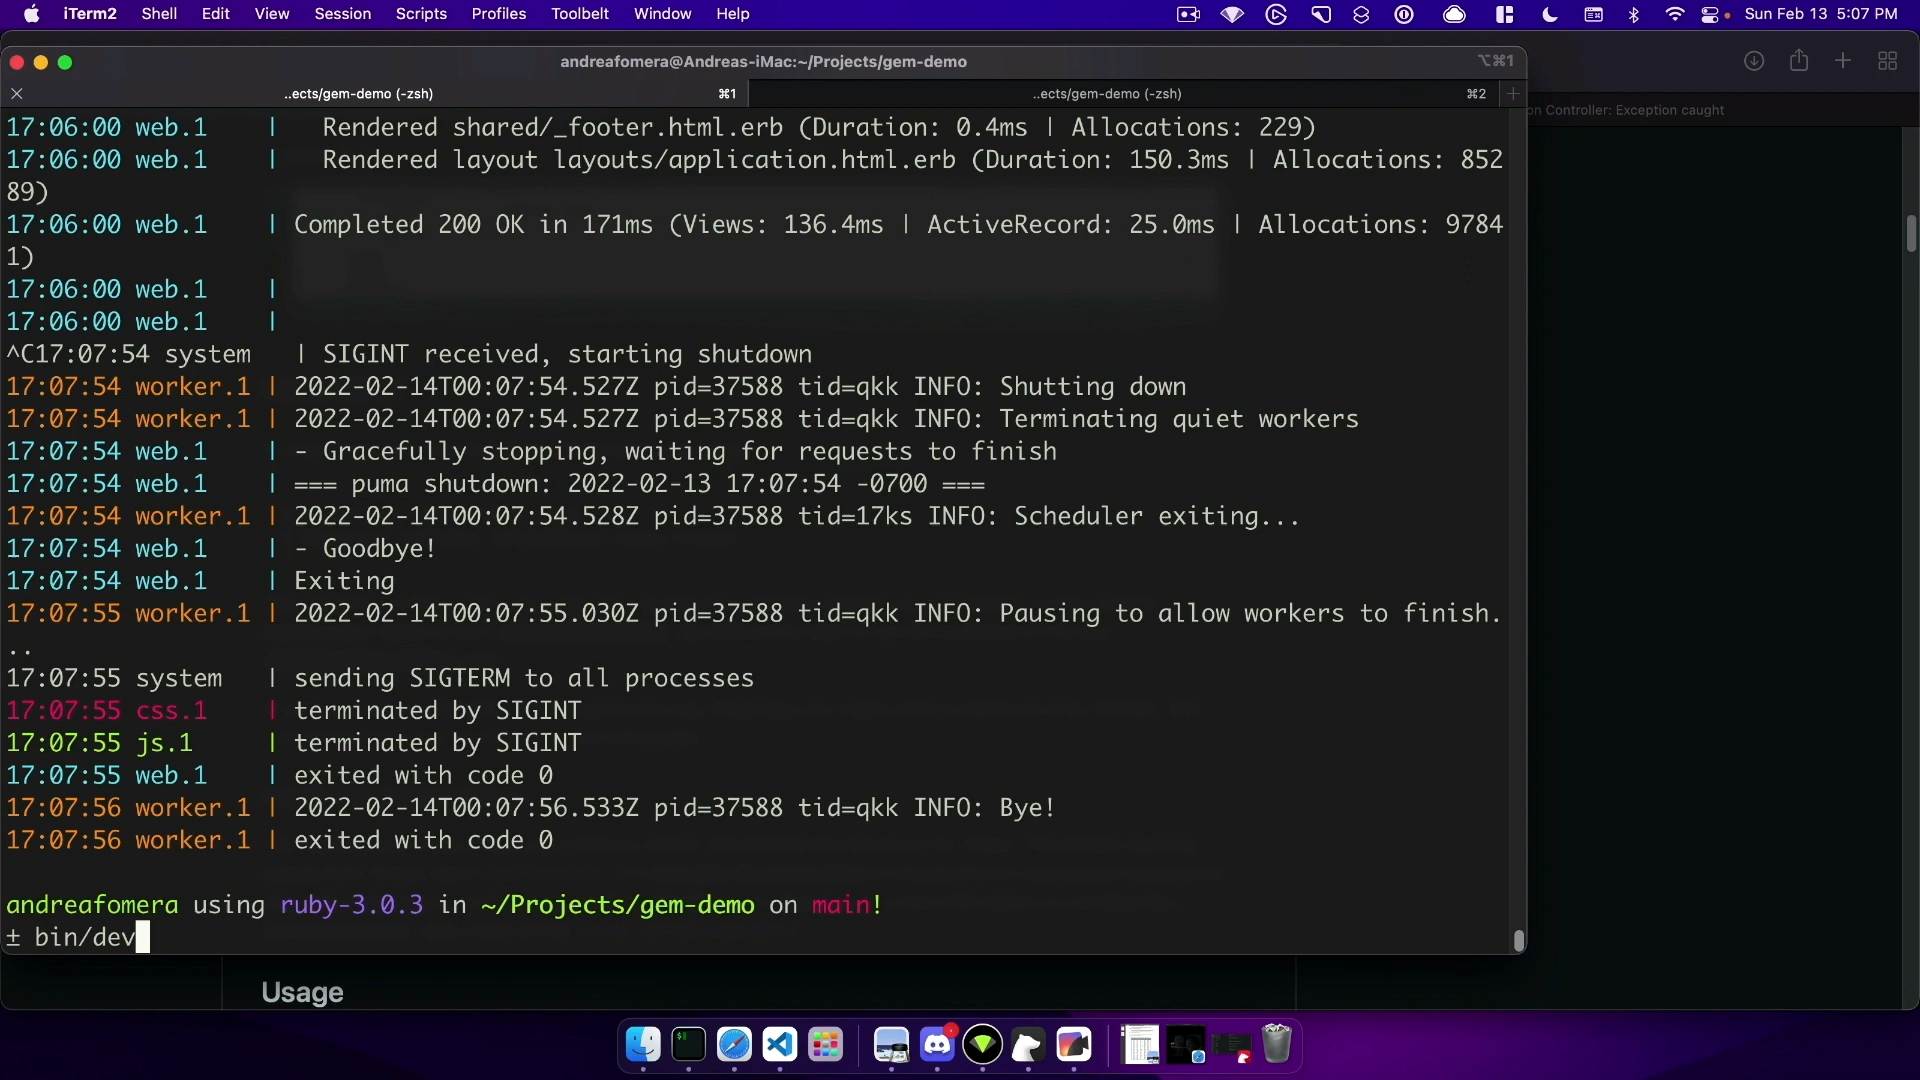 iTerm2 Shell Edit View Session Scripts Profiles Toolbelt Window Help Sun Feb 13 5:07 PM
andreafomera@Andreas-iMac:~/Projects/gem-demo ⌥⌘1
..ects/gem-demo (-zsh) ⌘1 ..ects/gem-demo (-zsh) ⌘2
on Controller: Exception caught
17:06:00 web.1 | Rendered shared/_footer.html.erb (Duration: 0.4ms | Allocations: 229)
17:06:00 web.1 | Rendered layout layouts/application.html.erb (Duration: 150.3ms | Allocations: 852
89)
17:06:00 web.1 | Completed 200 OK in 171ms (Views: 136.4ms | ActiveRecord: 25.0ms | Allocations: 9784
1)
17:06:00 web.1 |
17:06:00 web.1 |
^C17:07:54 system | SIGINT received, starting shutdown
17:07:54 worker.1 | 2022-02-14T00:07:54.527Z pid=37588 tid=qkk INFO: Shutting down
17:07:54 worker.1 | 2022-02-14T00:07:54.527Z pid=37588 tid=qkk INFO: Terminating quiet workers
17:07:54 web.1 | - Gracefully stopping, waiting for requests to finish
17:07:54 web.1 | === puma shutdown: 2022-02-13 17:07:54 -0700 ===
17:07:54 worker.1 | 2022-02-14T00:07:54.528Z pid=37588 tid=17ks INFO: Scheduler exiting...
17:07:54 web.1 | - Goodbye!
17:07:54 web.1 | Exiting
17:07:55 worker.1 | 2022-02-14T00:07:55.030Z pid=37588 tid=qkk INFO: Pausing to allow workers to finish.
..
17:07:55 system | sending SIGTERM to all processes
17:07:55 css.1 | terminated by SIGINT
17:07:55 js.1 | terminated by SIGINT
17:07:55 web.1 | exited with code 0
17:07:56 worker.1 | 2022-02-14T00:07:56.533Z pid=37588 tid=qkk INFO: Bye!
17:07:56 worker.1 | exited with code 0
andreafomera using ruby-3.0.3 in ~/Projects/gem-demo on main!
± bin/dev
Usage